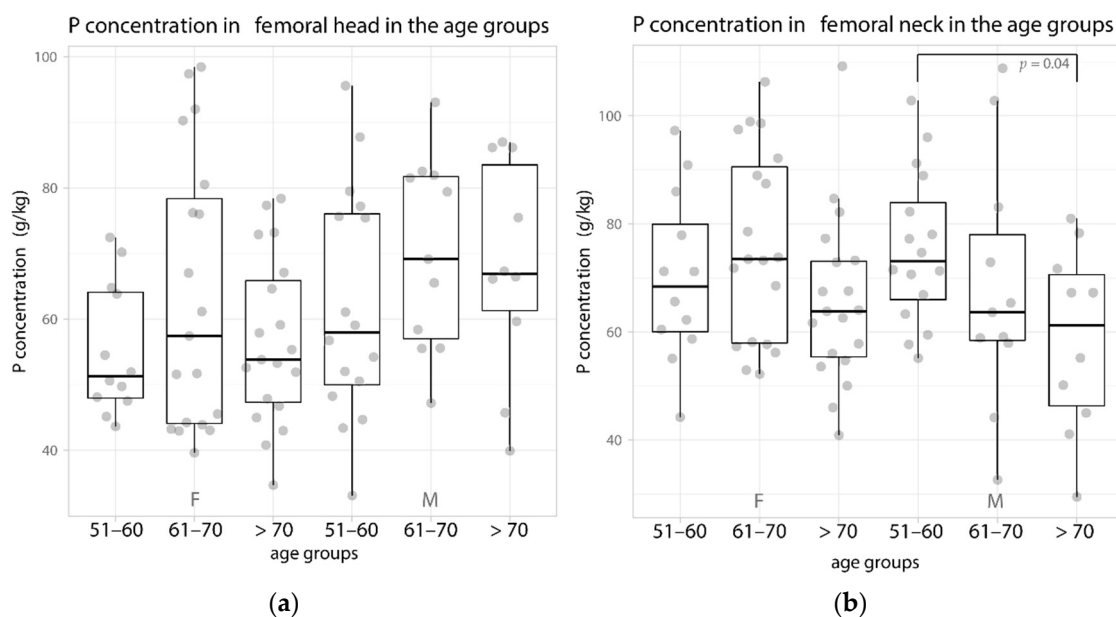 P concentration in femoral head in the age groups
P concentration (g/kg)
100
80
60
40
F
M
51–60
61–70
> 70
51–60
61–70
> 70
age groups
(a)
P concentration in femoral neck in the age groups
p = 0.04
P concentration (g/kg)
100
80
60
40
F
M
51–60
61–70
> 70
51–60
61–70
> 70
age groups
(b)